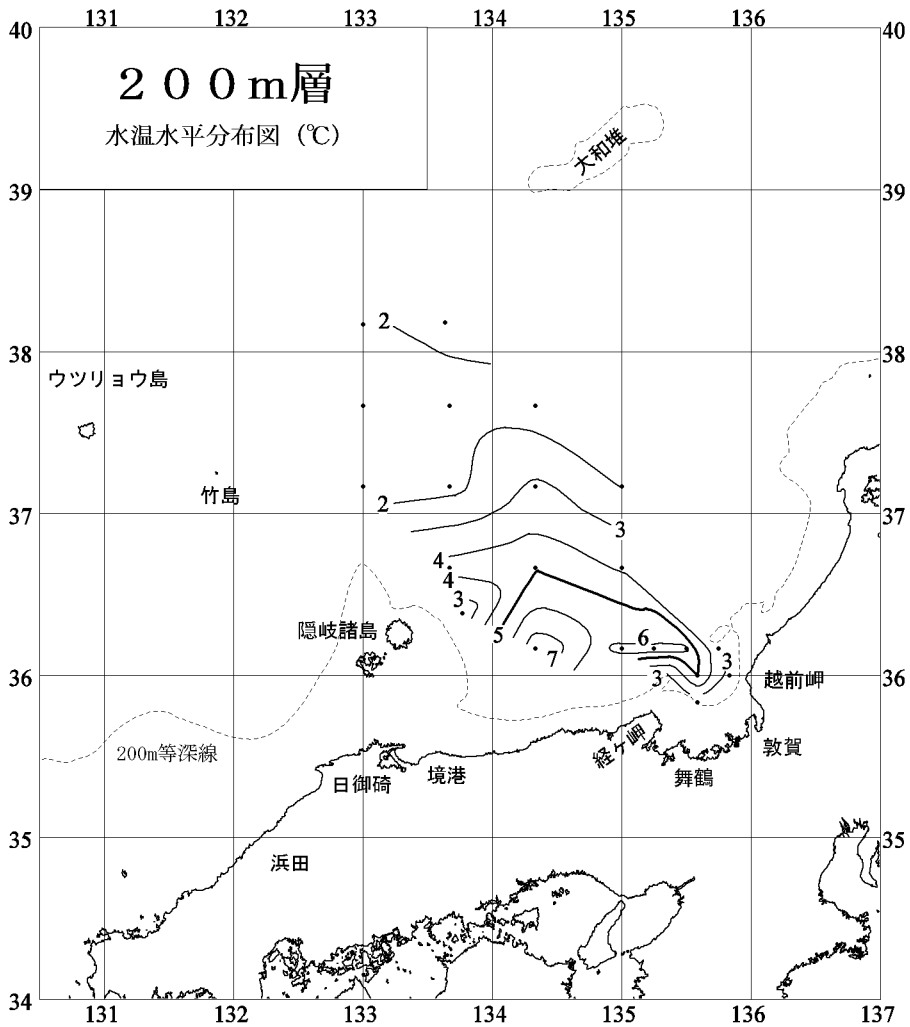 131 132 133 134 135 136
40 40
２００ｍ層
水温水平分布図（℃）
大和堆
39 39
2
38 38
ウツリョウ島
竹島
2
37 37
3
4
4
3
隠岐諸島
5
6
7
3
3
36 36
越前岬
200m等深線
経ケ岬
敦賀
日御碕
境港
舞鶴
35 35
浜田
34
131 132 133 134 135 136 137